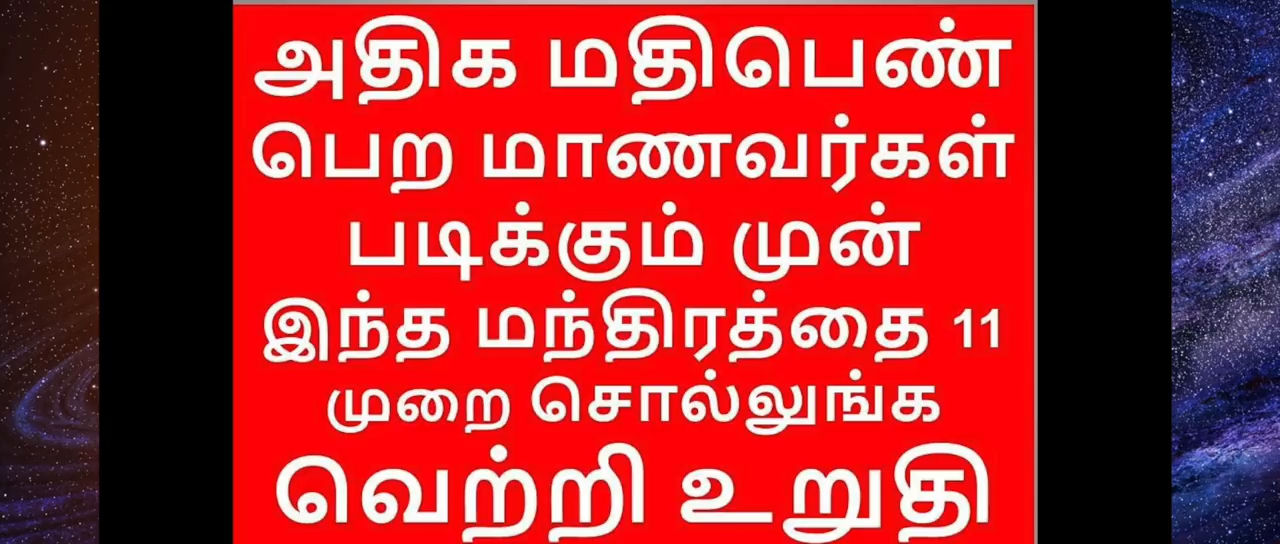 அதிக மதிபெண்
பெற மாணவர்கள்
படிக்கும் முன்
இந்த மந்திரத்தை 11
முறை சொல்லுங்க
வெற்றி உறுதி